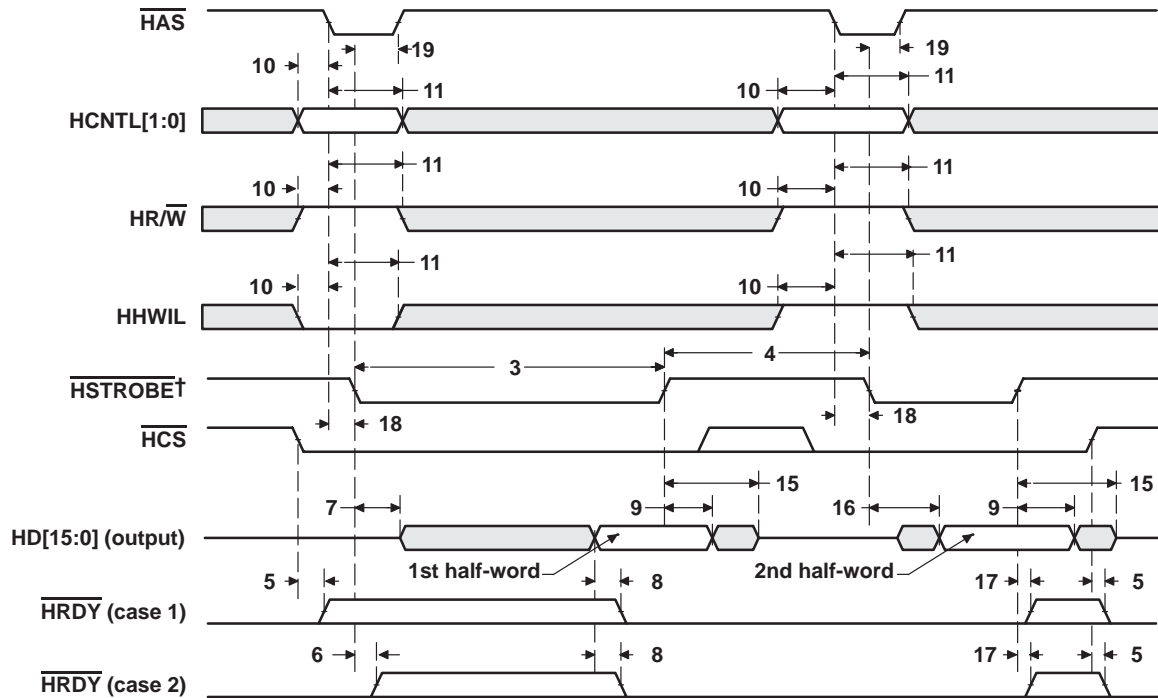 HAS
19
19
10
11
11
10
HCNTL[1:0]
11
11
10
10
HR/W
11
11
10
10
HHWIL
3
4
HSTROBE†
18
18
HCS
15
15
7
9
16
9
HD[15:0] (output)
1st half-word
2nd half-word
5
8
17
5
HRDY (case 1)
6
8
17
5
HRDY (case 2)